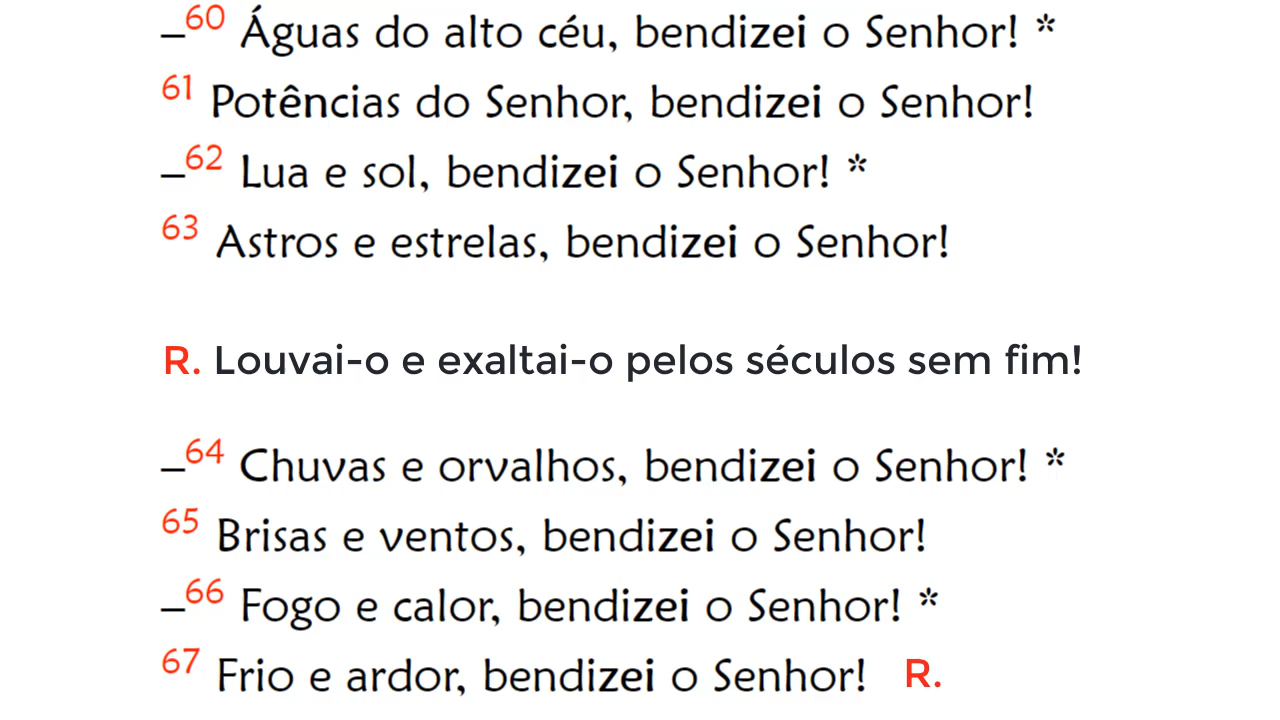 –60 Águas do alto céu, bendizei o Senhor! *
61 Potências do Senhor, bendizei o Senhor!
–62 Lua e sol, bendizei o Senhor! *
63 Astros e estrelas, bendizei o Senhor!
R. Louvai-o e exaltai-o pelos séculos sem fim!
–64 Chuvas e orvalhos, bendizei o Senhor! *
65 Brisas e ventos, bendizei o Senhor!
–66 Fogo e calor, bendizei o Senhor! *
67 Frio e ardor, bendizei o Senhor! R.